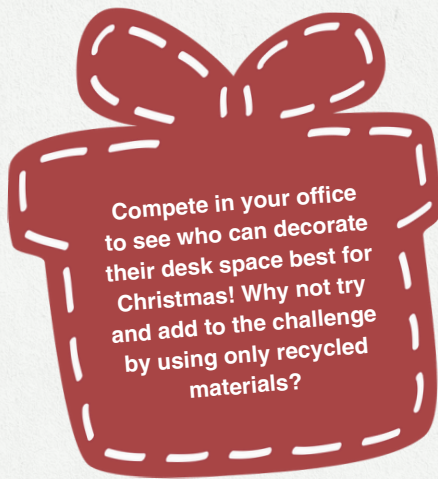 Compete in your office
to see who can decorate
their desk space best for
Christmas! Why not try
and add to the challenge
by using only recycled
materials?